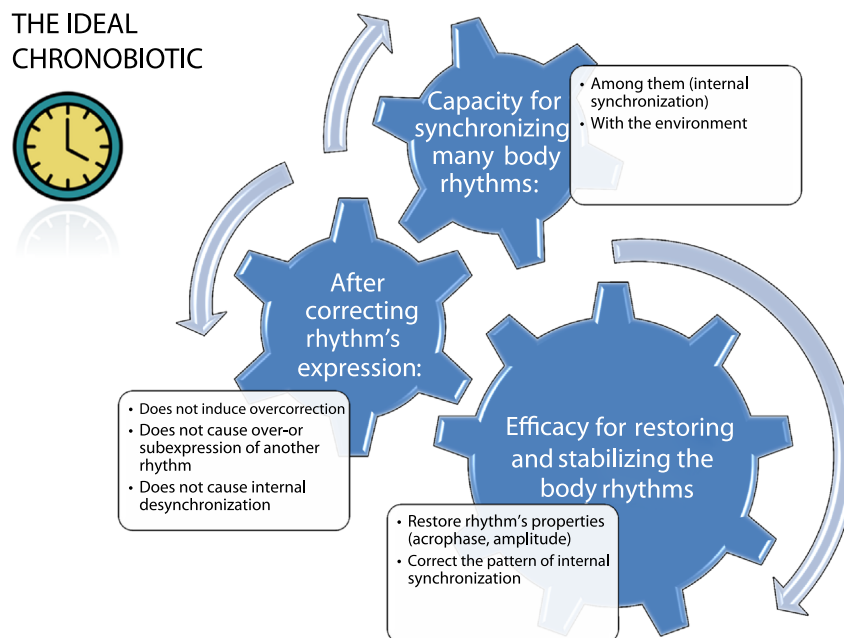 THE IDEAL
CHRONOBIOTIC
Capacity for
synchronizing
many body
rhythms:
• Among them (internal
synchronization)
• With the environment
After
correcting
rhythm's
expression:
• Does not induce overcorrection
• Does not cause over-or
subexpression of another
rhythm
• Does not cause internal
desynchronization
Efficacy for restoring
and stabilizing the
body rhythms
• Restore rhythm's properties
(acrophase, amplitude)
• Correct the pattern of internal
synchronization